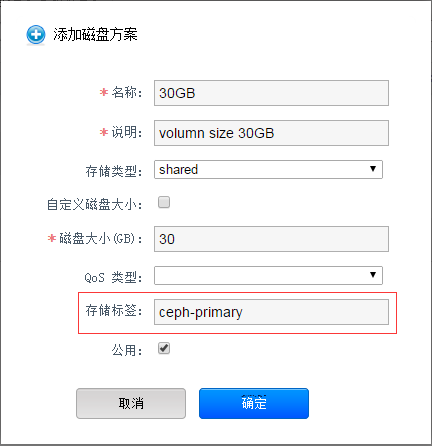 添加磁盘方案
* 名称: 30GB
* 说明: volumn size 30GB
存储类型: shared
自定义磁盘大小:
* 磁盘大小(GB): 30
QoS 类型:
存储标签: ceph-primary
公用:
取消 确定